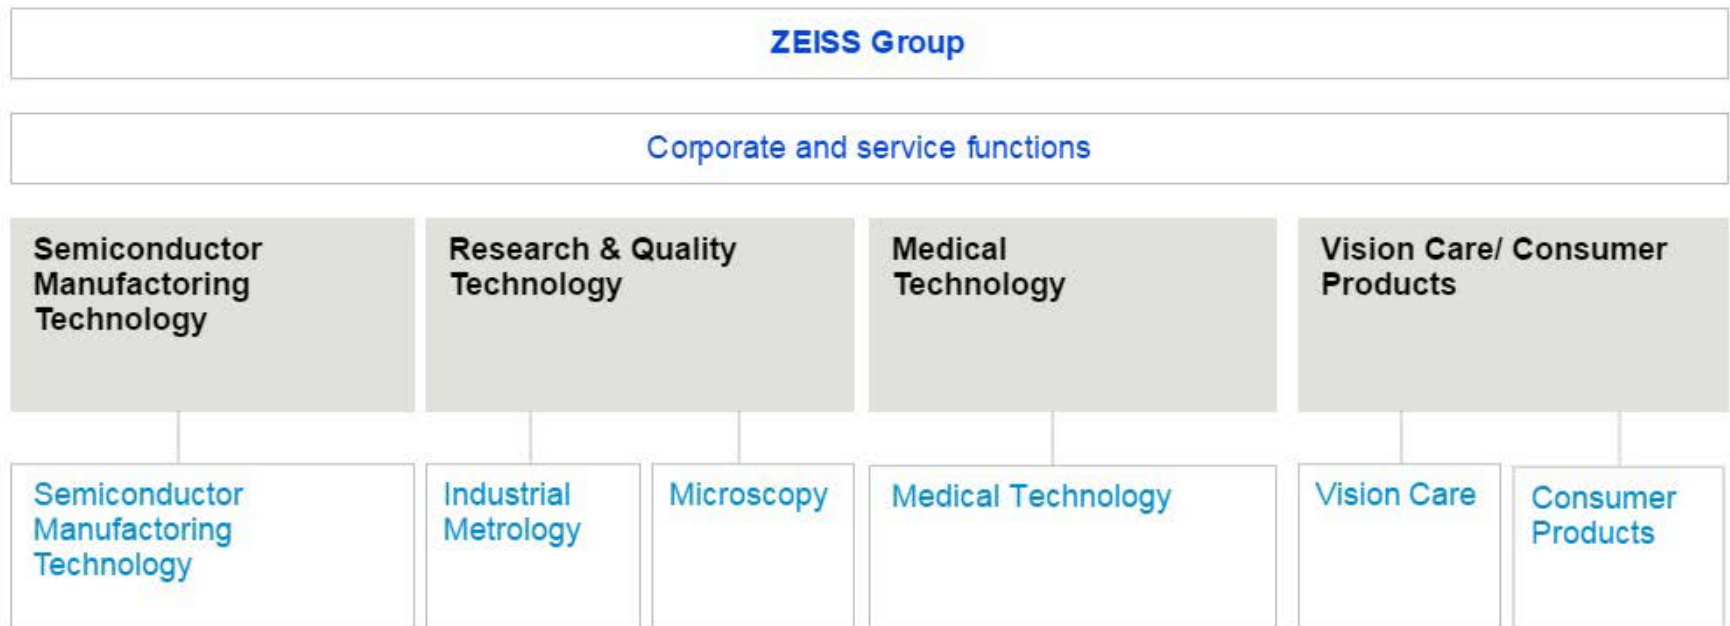 ZEISS Group
Corporate and service functions
Semiconductor
Manufactoring
Technology
Research & Quality
Technology
Medical
Technology
Vision Care/ Consumer
Products
Semiconductor
Manufactoring
Technology
Industrial
Metrology
Microscopy
Medical Technology
Vision Care
Consumer
Products